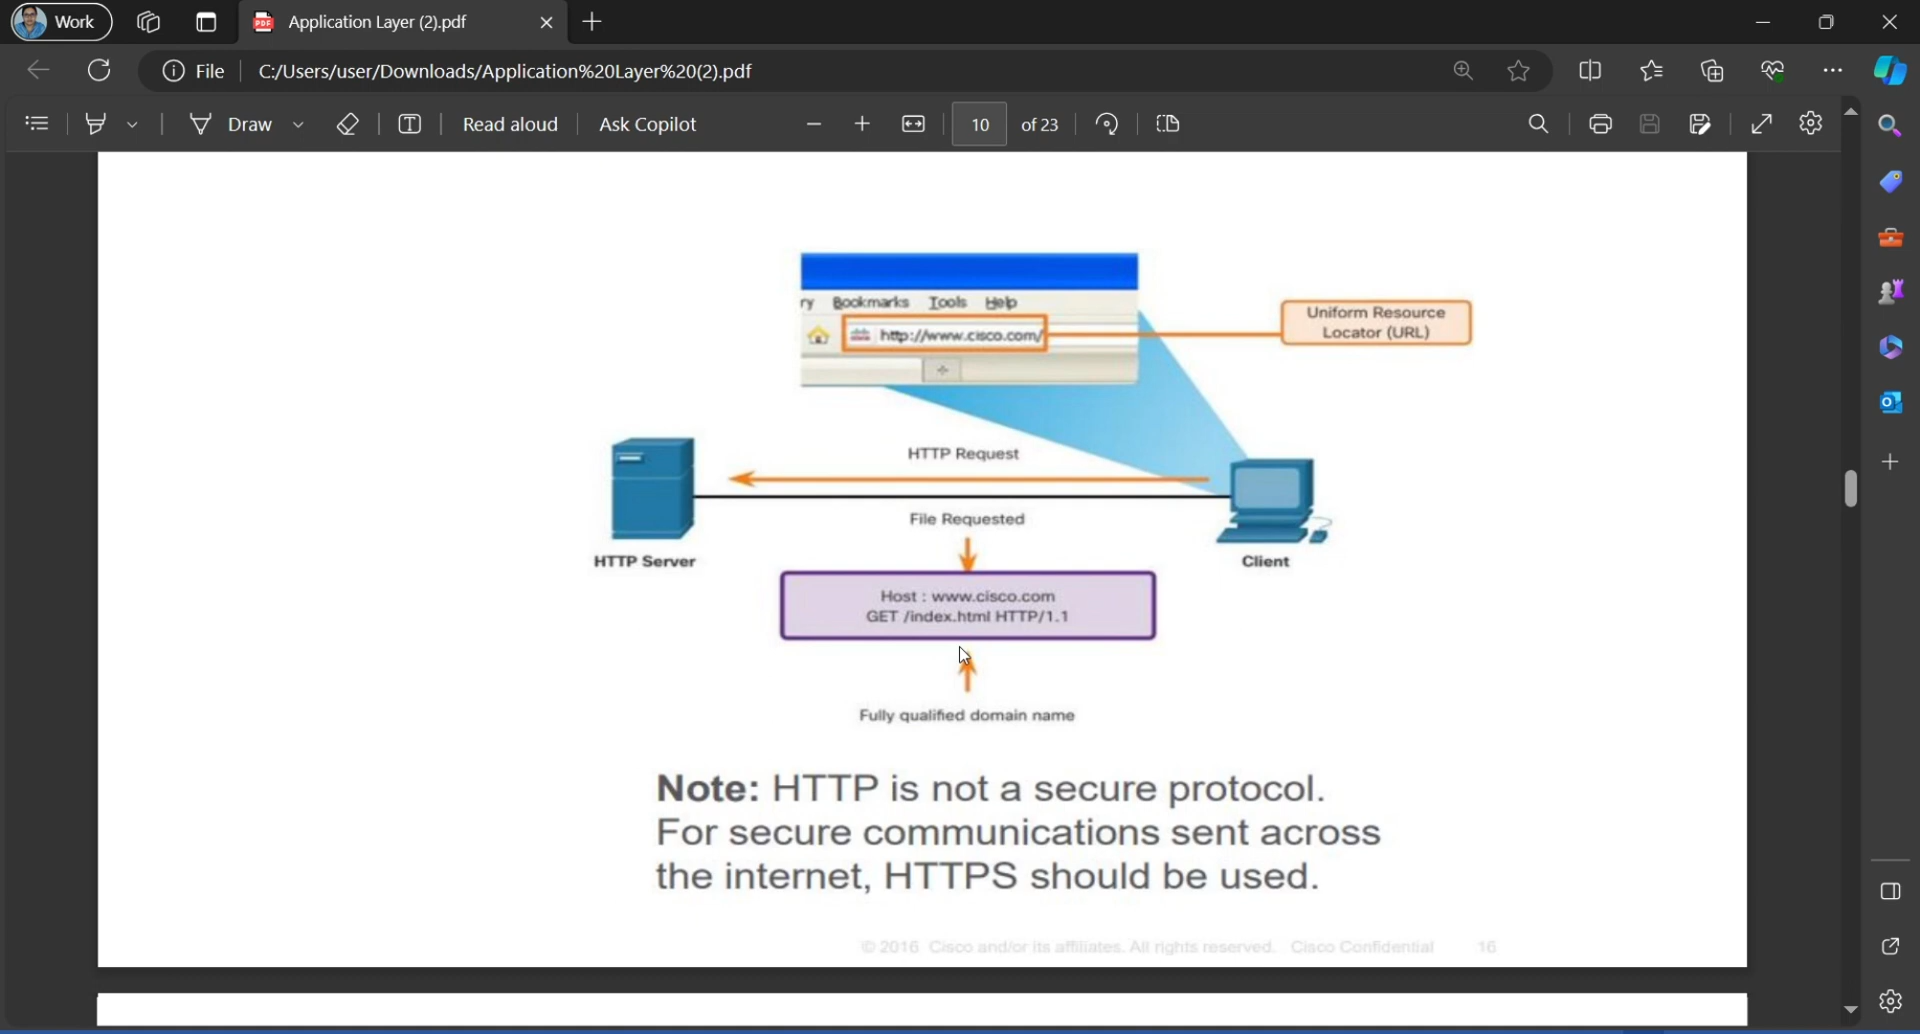 Work
Application Layer (2).pdf
File
C:/Users/user/Downloads/Application%20Layer%20(2).pdf
Draw
Read aloud
Ask Copilot
10
of 23
ry Bookmarks Tools Help
http://www.cisco.com/
Uniform Resource
Locator (URL)
HTTP Request
File Requested
HTTP Server
Client
Host : www.cisco.com
GET /index.html HTTP/1.1
Fully qualified domain name
Note: HTTP is not a secure protocol.
For secure communications sent across
the internet, HTTPS should be used.
© 2016 Cisco and/or its affiliates. All rights reserved. Cisco Confidential
16